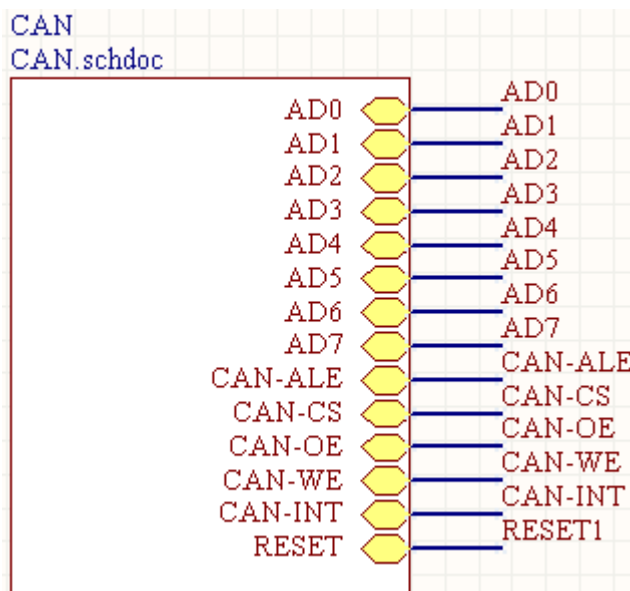 CAN
CAN.schdoc
AD0 AD0
AD1 AD1
AD2 AD2
AD3 AD3
AD4 AD4
AD5 AD5
AD6 AD6
AD7 AD7
CAN-ALE CAN-ALE
CAN-CS CAN-CS
CAN-OE CAN-OE
CAN-WE CAN-WE
CAN-INT CAN-INT
RESET RESET1